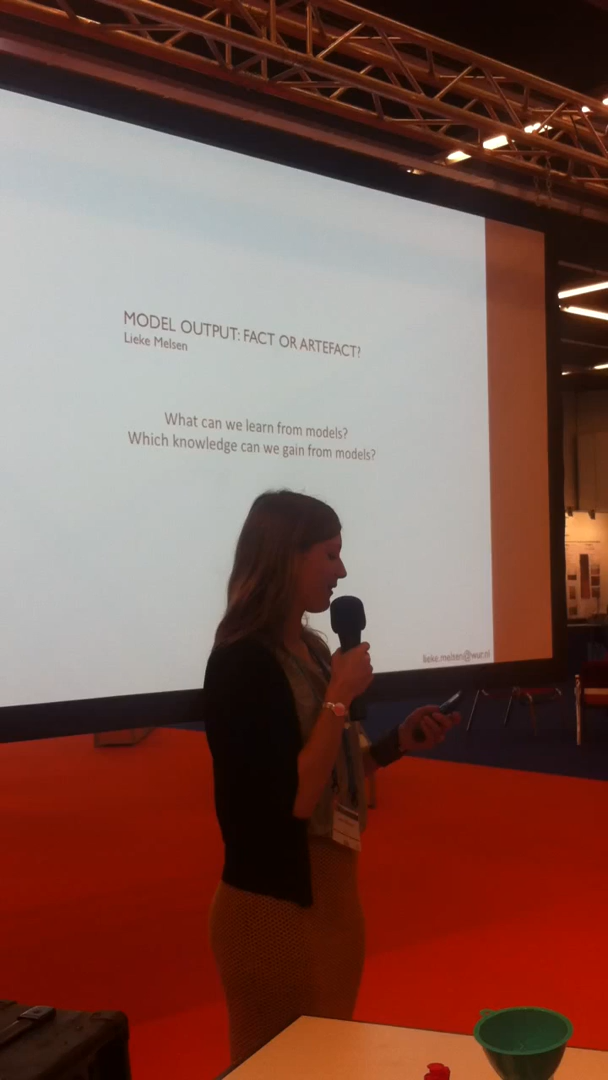 MODEL OUTPUT: FACT OR ARTEFACT?
Lieke Melsen
What can we learn from models?
Which knowledge can we gain from models?
lieke.melsen@wur.nl